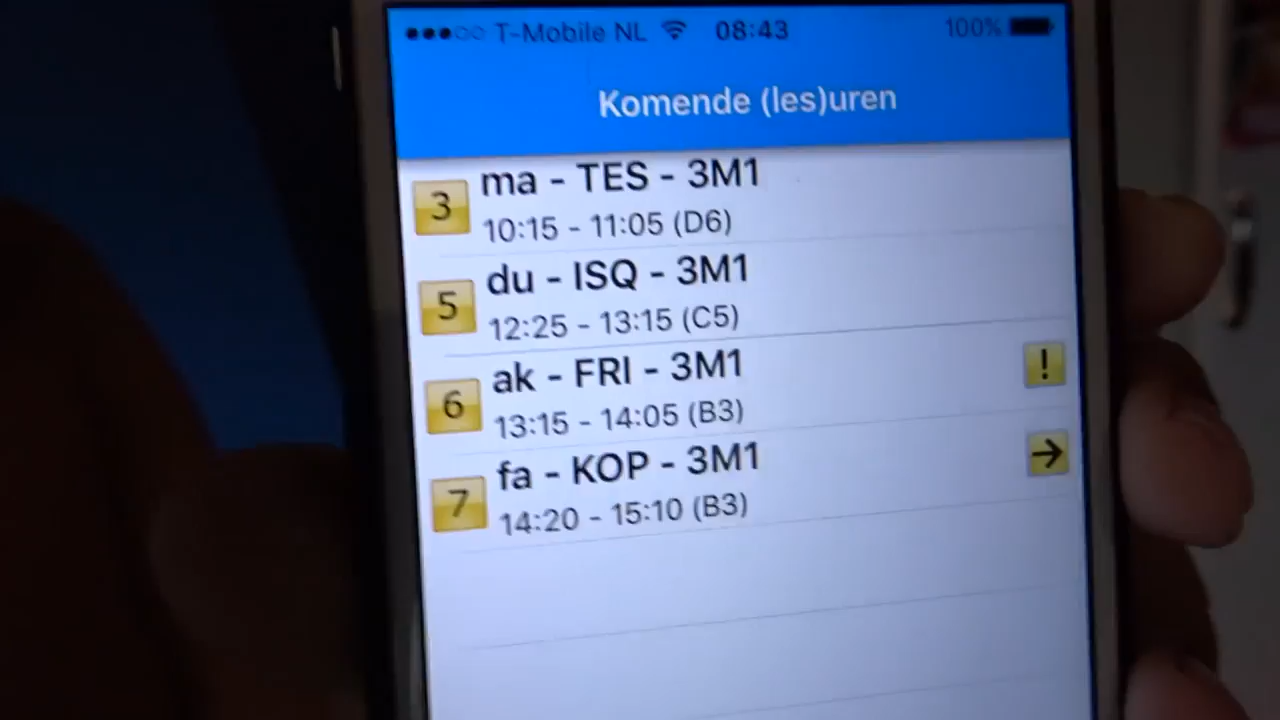 T-Mobile NL 08:43 100%
Komende (les)uren
3 ma - TES - 3M1
10:15 - 11:05 (D6)
5 du - ISQ - 3M1
12:25 - 13:15 (C5)
6 ak - FRI - 3M1 !
13:15 - 14:05 (B3)
7 fa - KOP - 3M1 →
14:20 - 15:10 (B3)